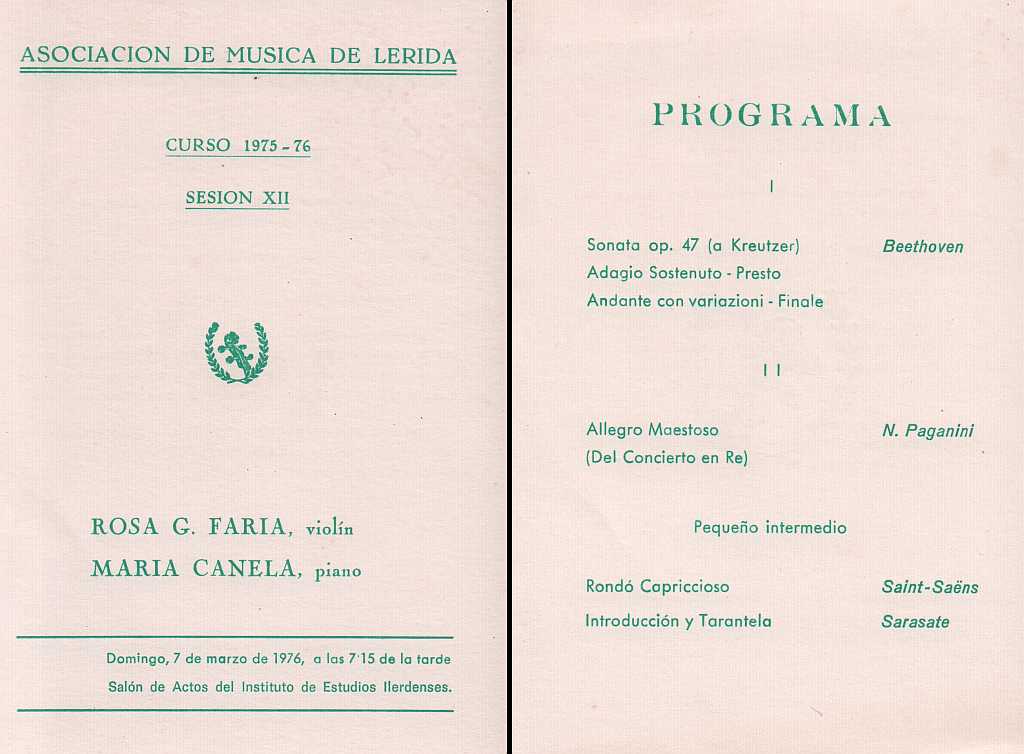 ASOCIACION DE MUSICA DE LERIDA
CURSO 1975-76
SESION XII
ROSA G. FARIA, violín
MARIA CANELA, piano
Domingo, 7 de marzo de 1976, a las 7'15 de la tarde
Salón de Actos del Instituto de Estudios Ilerdenses.
PROGRAMA
I
Sonata op. 47 (a Kreutzer) Beethoven
Adagio Sostenuto - Presto
Andante con variazioni - Finale
II
Allegro Maestoso N. Paganini
(Del Concierto en Re)
Pequeño intermedio
Rondó Capriccioso Saint-Saëns
Introducción y Tarantela Sarasate